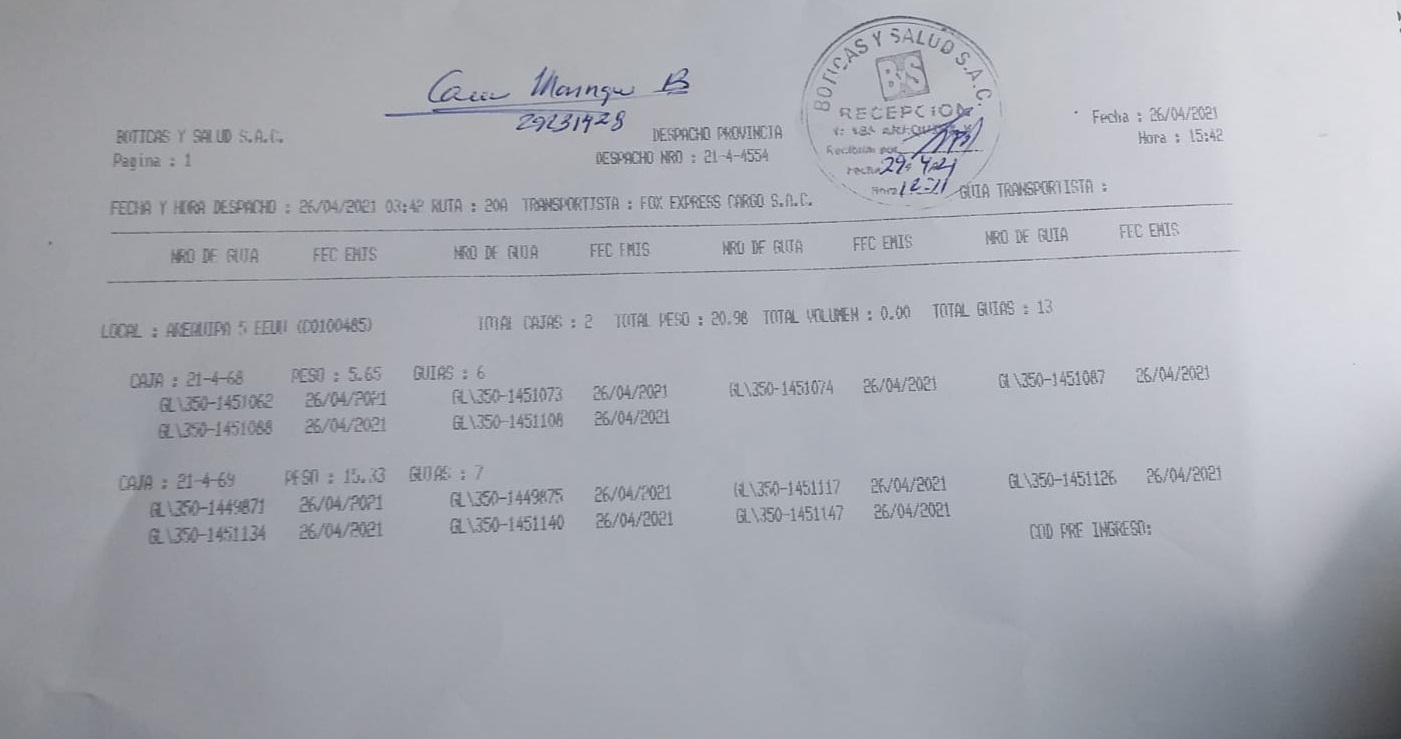 BOTICAS Y SALUD S.A.C.
B/S
RECEPCION
29231428
BOTICAS Y SALUD S.A.C.
DESPACHO PROVINCIA
Fecha : 26/04/2021
Pagina : 1
DESPACHO NRO : 21-4-4554
Hora : 15:42
Recibido por
Fecha 29-4-21
Hora 12-21
FECHA Y HORA DESPACHO : 26/04/2021 03:42 RUTA : 20A TRANSPORTISTA : FOX EXPRESS CARGO S.A.C. GUIA TRANSPORTISTA :
NRO DE GUIA FEC EMIS NRO DE GUIA FEC EMIS NRO DE GUIA FEC EMIS NRO DE GUIA FEC EMIS
LOCAL : AREQUIPA 5 EEUU (C0100485) TOTAL CAJAS : 2 TOTAL PESO : 20.98 TOTAL VOLUMEN : 0.00 TOTAL GUIAS : 13
CAJA : 21-4-68 PESO : 5.65 GUIAS : 6
GL\350-1451062 26/04/2021 GL\350-1451073 26/04/2021 GL\350-1451074 26/04/2021 GL\350-1451087 26/04/2021
GL\350-1451088 26/04/2021 GL\350-1451108 26/04/2021
CAJA : 21-4-69 PESO : 15.33 GUIAS : 7
GL\350-1449871 26/04/2021 GL\350-1449875 26/04/2021 GL\350-1451117 26/04/2021 GL\350-1451126 26/04/2021
GL\350-1451134 26/04/2021 GL\350-1451140 26/04/2021 GL\350-1451147 26/04/2021
COD PRE INGRESO: